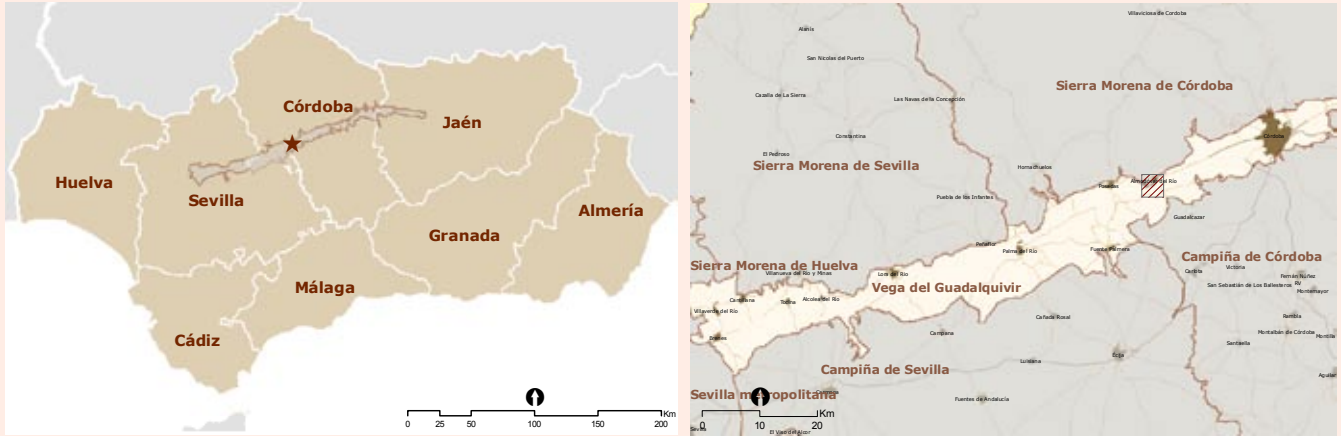 Córdoba
Jaén
Huelva
Sevilla
Almería
Granada
Málaga
Cádiz
0 25 50 100 150 200 Km
Villaviciosa de Cordoba
Alanís
San Nicolas del Puerto
Sierra Morena de Córdoba
Cazalla de La Sierra
Las Navas de la Concepción
Constantina
Córdoba
El Pedroso
Sierra Morena de Sevilla
Hornachuelos
Posadas
Almodóvar del Río
Puebla de los Infantes
Guadalcazar
Peñaflor
Palma del Río
Fuente Palmera
Campiña de Córdoba
Sierra Morena de Huelva
Villanueva del Río y Minas
Lora del Río
Carlota
Victoria
Fernán Núñez
San Sebastián de Los Ballesteros
RV
Montemayor
Vega del Guadalquivir
Cantillana
Tocina
Alcolea del Río
Villaverde del Río
Cañada Rosal
Rambla
Brenes
Campana
Montalbán de Córdoba
Montilla
Santaella
Écija
Luisiana
Campiña de Sevilla
Aguilar
Sevilla metropolitana
Carmona
Fuentes de Andalucía
0 10 20 Km
El Viso del Alcor